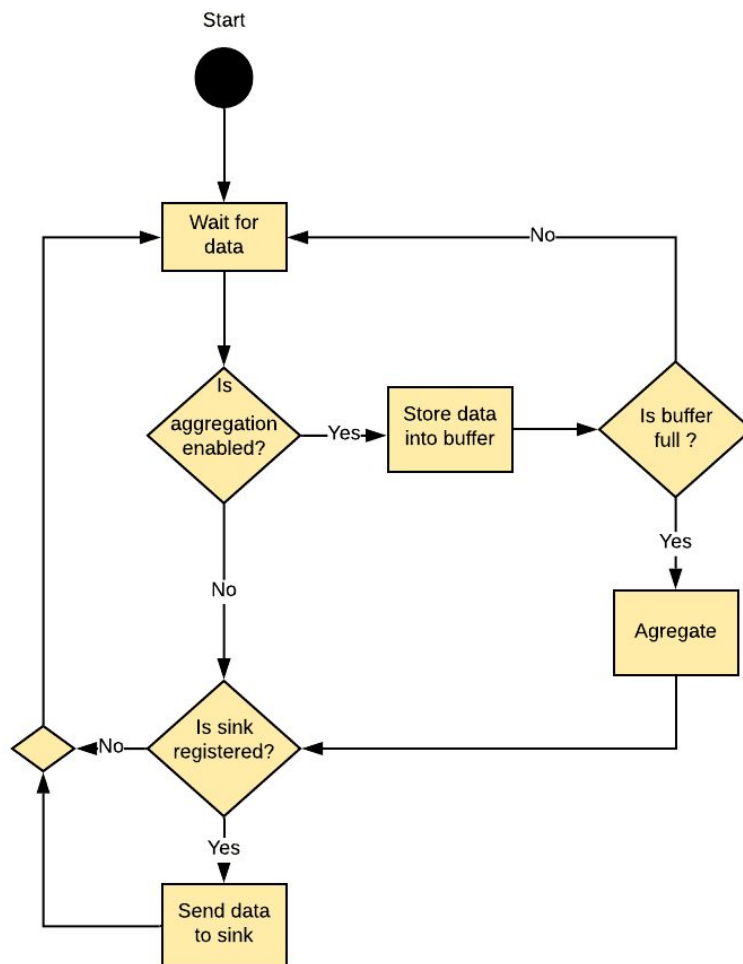 Start
Wait for
data
No
Is
aggregation
enabled?
Yes
Store data
into buffer
Is buffer
full ?
Yes
No
Agregate
Is sink
registered?
No
Yes
Send data
to sink